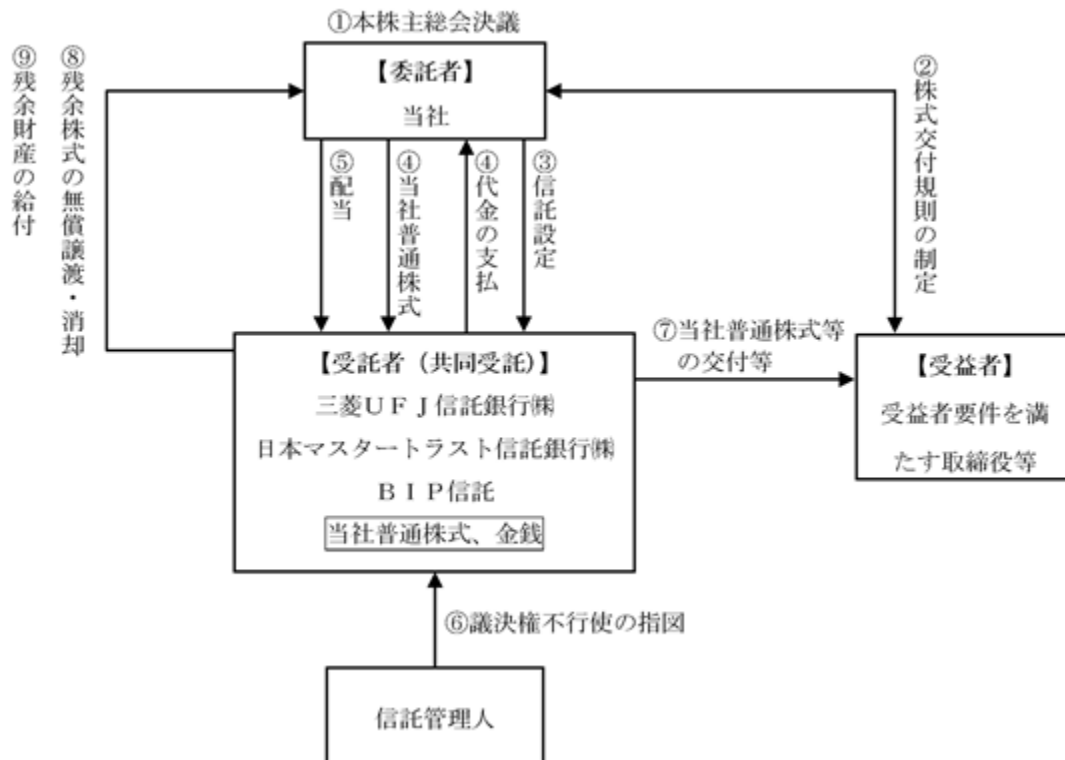 ①本株主総会決議
【委託者】
当社
⑨残余財産の給付
⑧残余株式の無償譲渡・消却
⑤配当
④当社普通株式
④代金の支払
③信託設定
②株式交付規則の制定
【受託者（共同受託）】
三菱ＵＦＪ信託銀行㈱
日本マスタートラスト信託銀行㈱
ＢＩＰ信託
当社普通株式、金銭
⑦当社普通株式等
の交付等
【受益者】
受益者要件を満
たす取締役等
⑥議決権不行使の指図
信託管理人